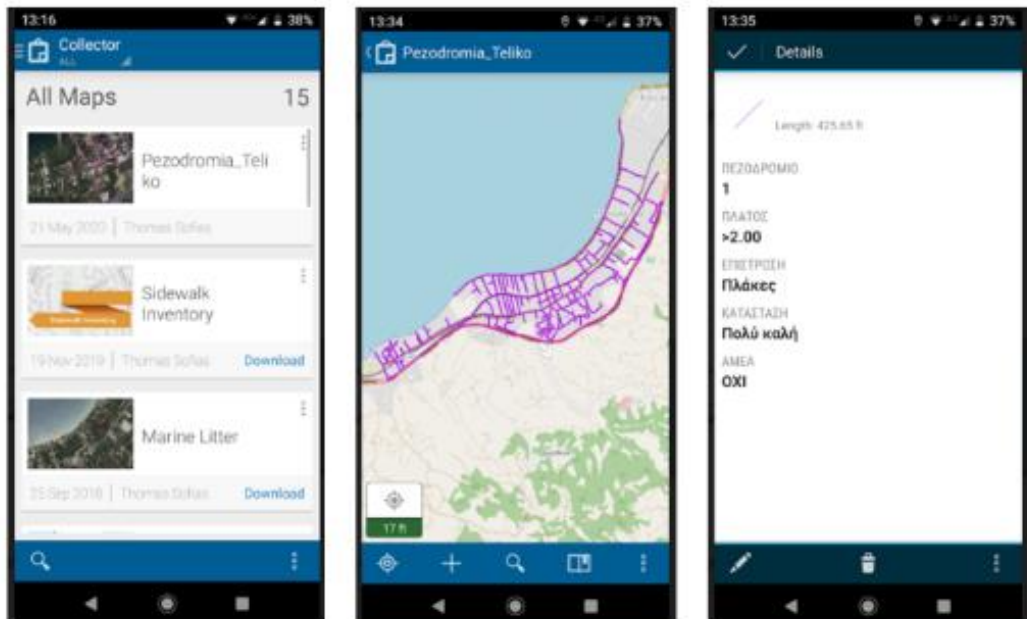 13:16
38%
Collector
ALL
All Maps
15
Pezodromia_Teli
ko
21 May 2020 | Thomas Sofias
Sidewalk
Inventory
19 Nov 2019 | Thomas Sofias
Download
Marine Litter
25 Sep 2018 | Thomas Sofias
Download
13:34
37%
Pezodromia_Teliko
17 ft
13:35
37%
Details
Length: 425.65 ft
ΠΕΖΟΔΡΟΜΙΟ
1
ΠΛΑΤΟΣ
>2.00
ΕΠΙΣΤΡΩΣΗ
Πλάκες
ΚΑΤΑΣΤΑΣΗ
Πολύ καλή
ΑΜΕΑ
ΟΧΙ